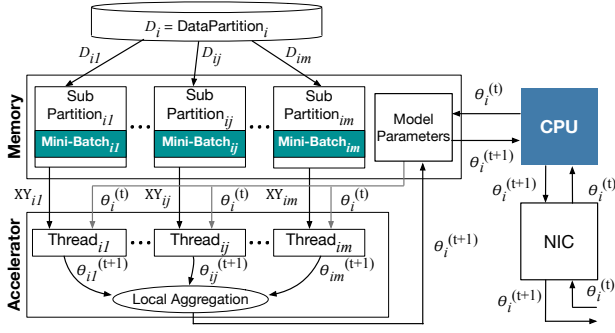 D_i = DataPartition_i
D_i1 D_ij D_im
Memory
Sub Partition_i1
Mini-Batch_i1
Sub Partition_ij
Mini-Batch_ij
Sub Partition_im
Mini-Batch_im
Model Parameters
θ_i^(t)
θ_i^(t+1)
CPU
XY_i1 θ_i^(t) XY_ij θ_i^(t) XY_im θ_i^(t)
θ_i^(t+1) θ_i^(t)
Accelerator
Thread_i1 ••• Thread_ij ••• Thread_im
θ_i^(t+1)
NIC
θ_i1^(t+1) θ_ij^(t+1) θ_im^(t+1)
Local Aggregation
θ_i^(t+1) θ_i^(t)